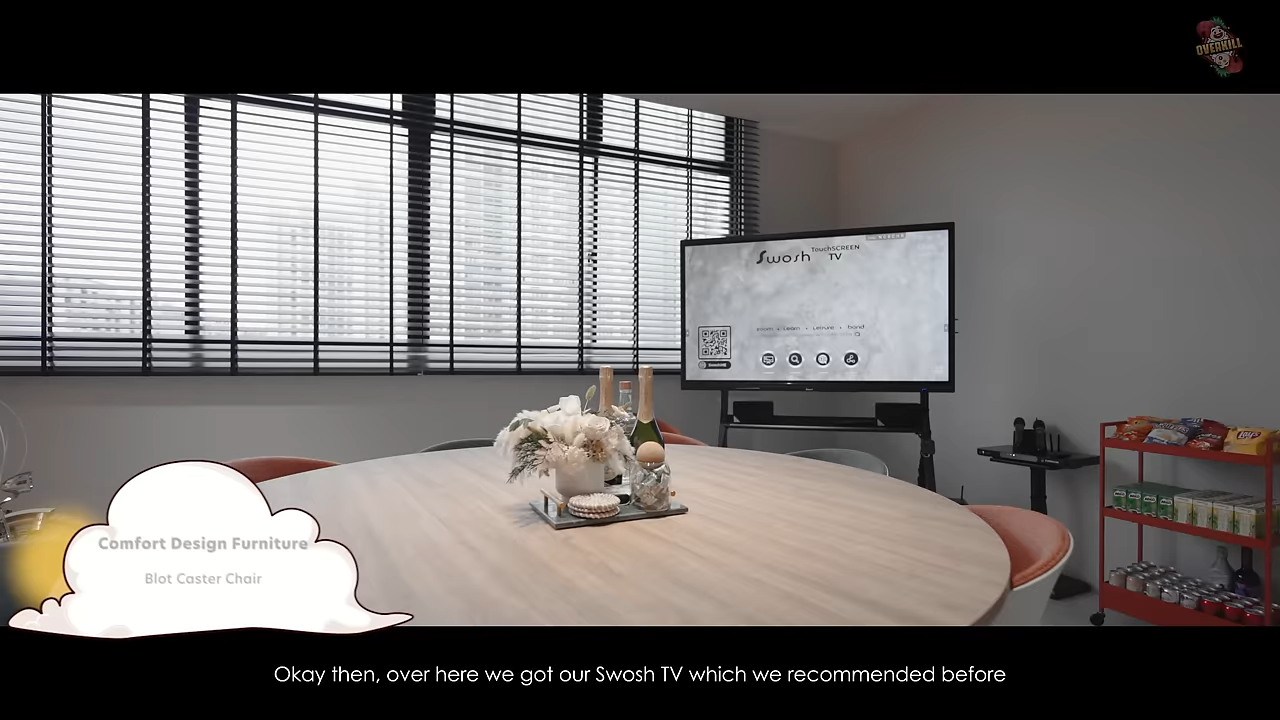 OVERKILL
TouchSCREEN
Swosh TV
Comfort Design Furniture
Blot Caster Chair
Lay's
Okay then, over here we got our Swosh TV which we recommended before